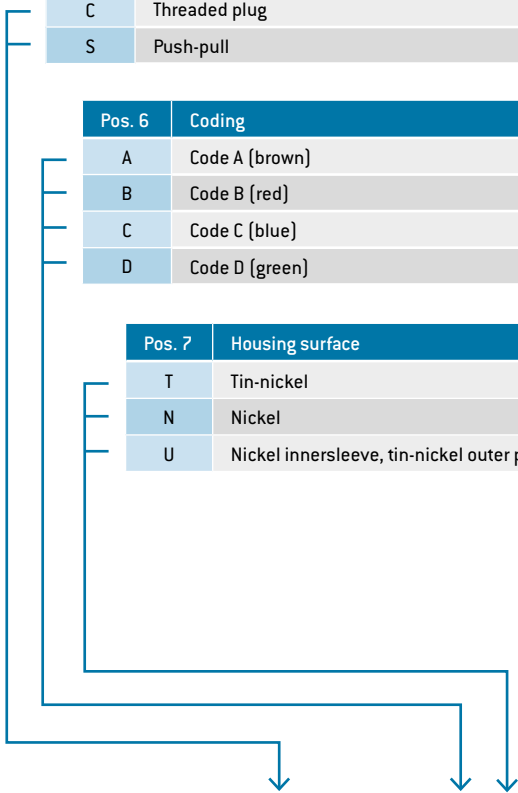 C Threaded plug
S Push-pull
Pos. 6 Coding
A Code A (brown)
B Code B (red)
C Code C (blue)
D Code D (green)
Pos. 7 Housing surface
T Tin-nickel
N Nickel
U Nickel innersleeve, tin-nickel outer